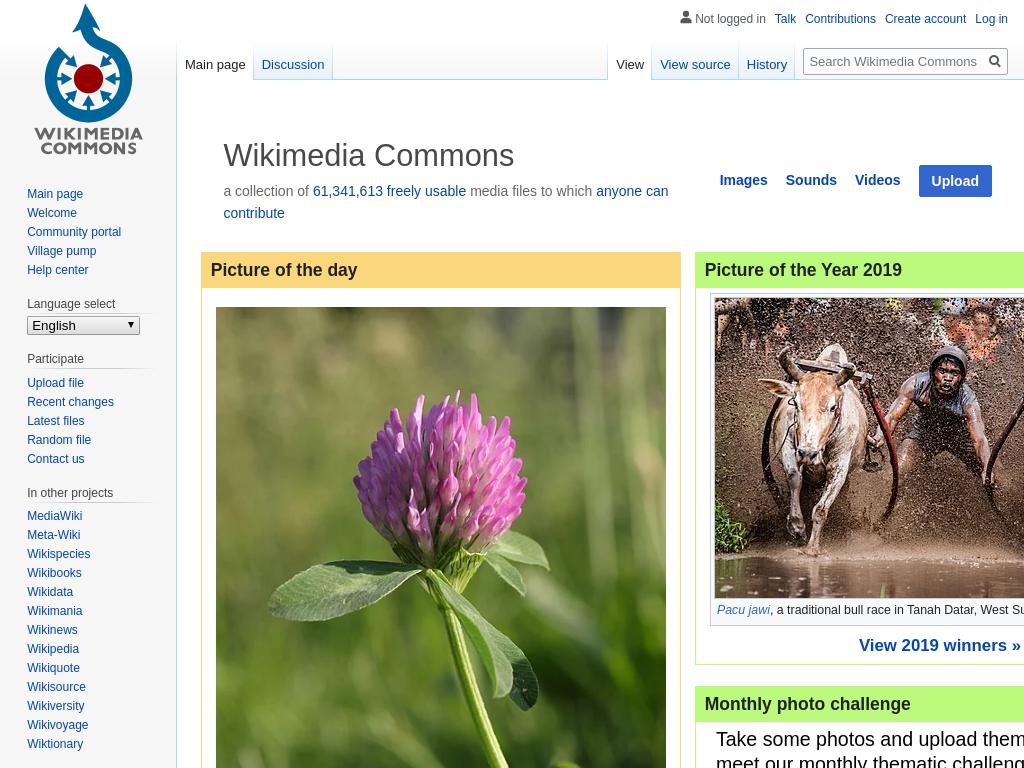 Not logged in Talk Contributions Create account Log in
Main page Discussion View View source History Search Wikimedia Commons
WIKIMEDIA
COMMONS
Main page
Welcome
Community portal
Village pump
Help center
Language select
English
Participate
Upload file
Recent changes
Latest files
Random file
Contact us
In other projects
MediaWiki
Meta-Wiki
Wikispecies
Wikibooks
Wikidata
Wikimania
Wikinews
Wikipedia
Wikiquote
Wikisource
Wikiversity
Wikivoyage
Wiktionary
Wikimedia Commons
a collection of 61,341,613 freely usable media files to which anyone can
contribute
Images Sounds Videos Upload
Picture of the day
Picture of the Year 2019
Pacu jawi, a traditional bull race in Tanah Datar, West Su
View 2019 winners »
Monthly photo challenge
Take some photos and upload them
meet our monthly thematic challeng